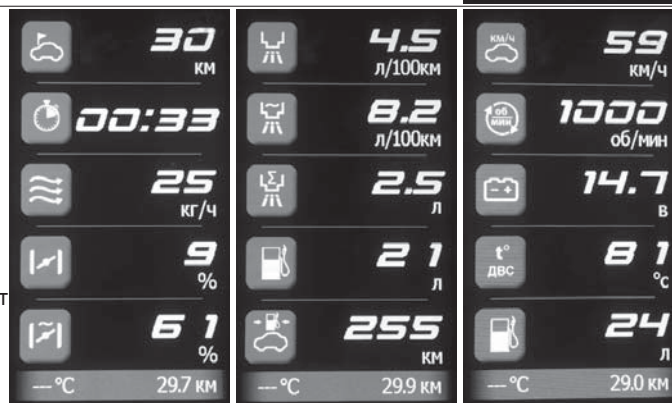 30
км
00:33
25
кг/ч
9
%
61
%
--- °C 29.7 км
4.5
л/100км
8.2
л/100км
Σ
2.5
л
21
л
255
км
--- °C 29.9 км
км/ч
59
км/ч
об/мин
1000
об/мин
- +
14.7
В
t°
ДВС
81
°C
24
л
--- °C 29.0 км
т